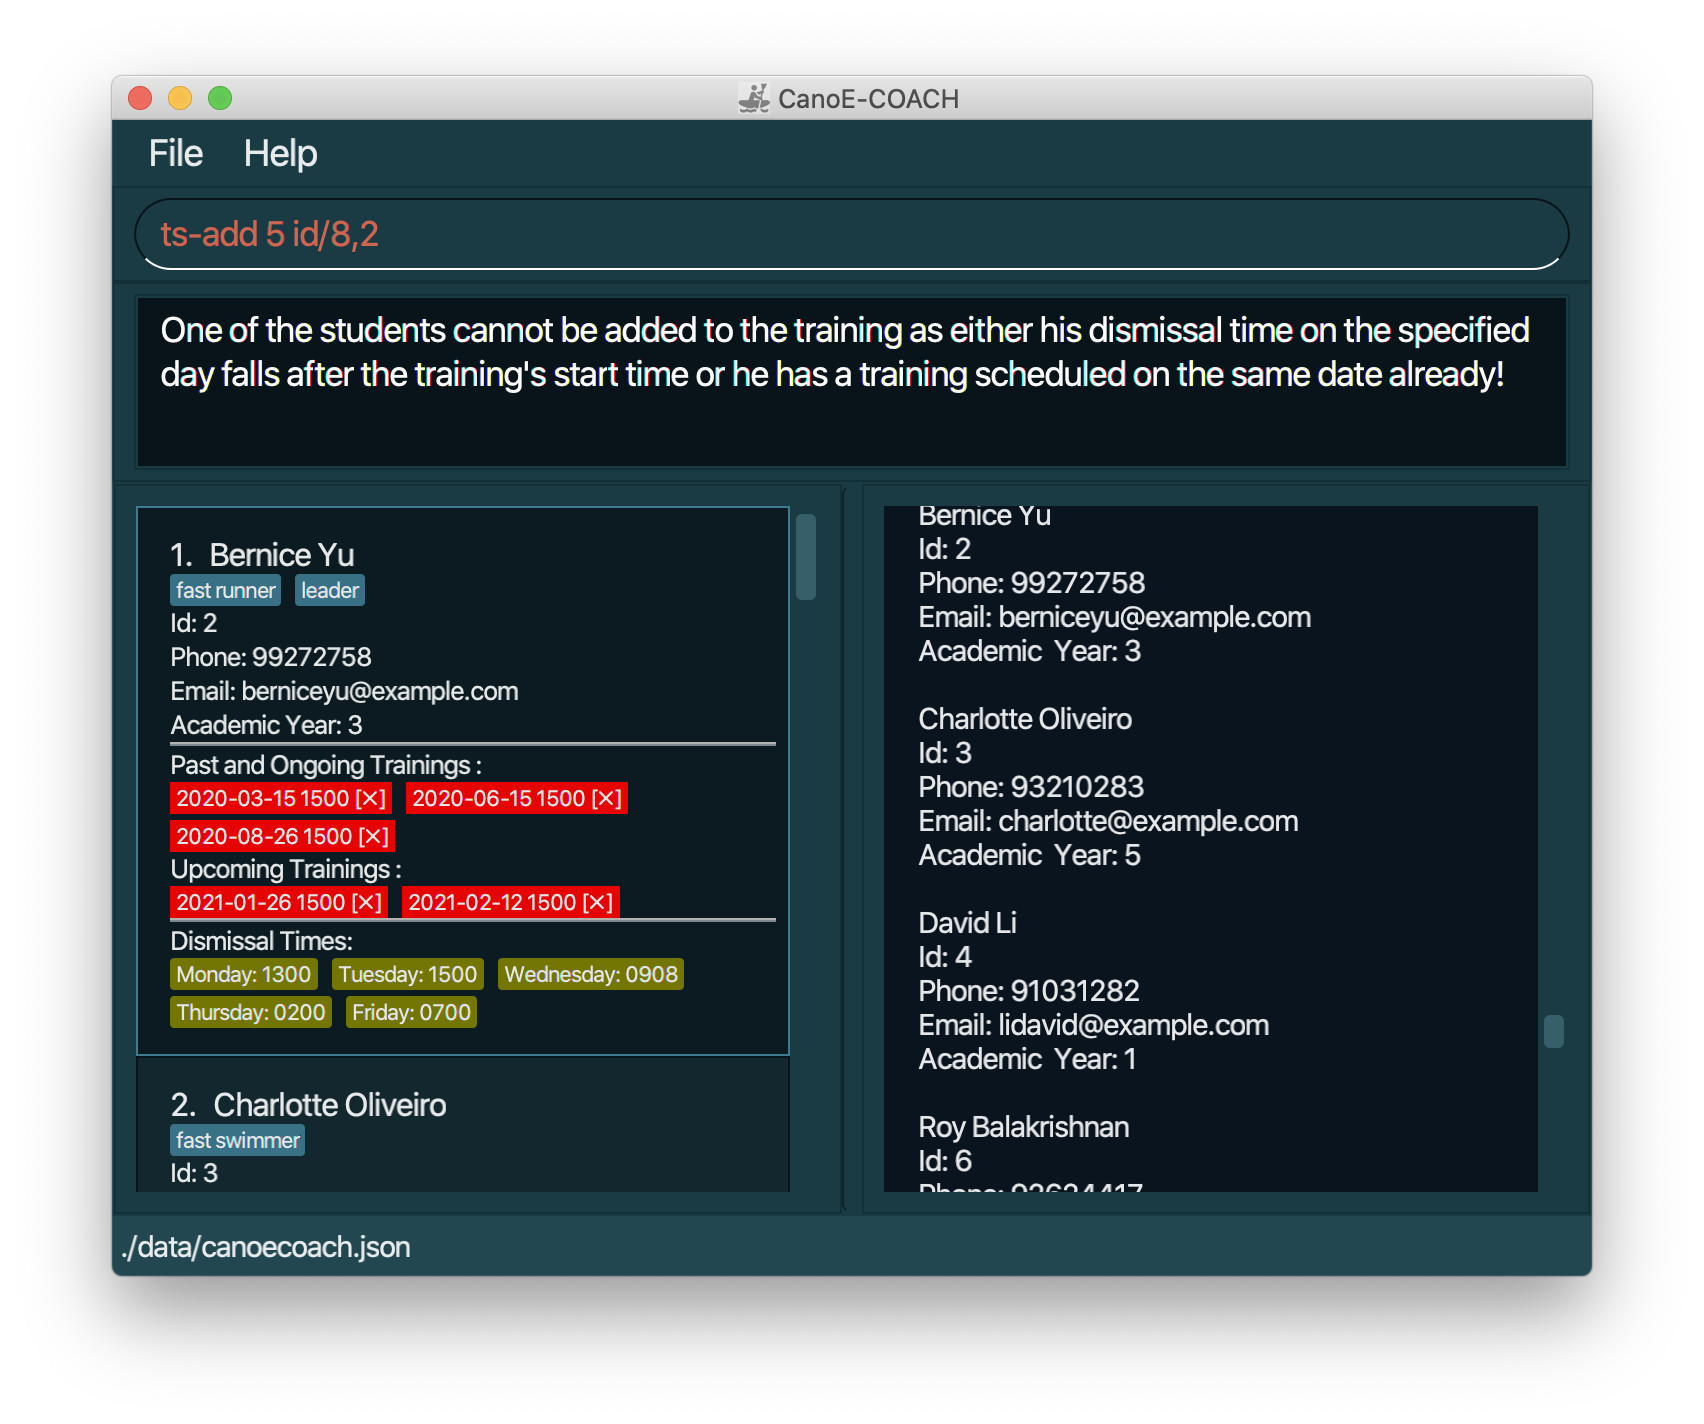 CanoE-COACH
File Help
ts-add 5 id/8,2
One of the students cannot be added to the training as either his dismissal time on the specified
day falls after the training's start time or he has a training scheduled on the same date already!
1. Bernice Yu
fast runner leader
Id: 2
Phone: 99272758
Email: berniceyu@example.com
Academic Year: 3
Past and Ongoing Trainings :
2020-03-15 1500 [✕] 2020-06-15 1500 [✕]
2020-08-26 1500 [✕]
Upcoming Trainings :
2021-01-26 1500 [✕] 2021-02-12 1500 [✕]
Dismissal Times:
Monday: 1300 Tuesday: 1500 Wednesday: 0908
Thursday: 0200 Friday: 0700
2. Charlotte Oliveiro
fast swimmer
Id: 3
Bernice Yu
Id: 2
Phone: 99272758
Email: berniceyu@example.com
Academic Year: 3
Charlotte Oliveiro
Id: 3
Phone: 93210283
Email: charlotte@example.com
Academic Year: 5
David Li
Id: 4
Phone: 91031282
Email: lidavid@example.com
Academic Year: 1
Roy Balakrishnan
Id: 6
Phone: 92624417
./data/canoecoach.json